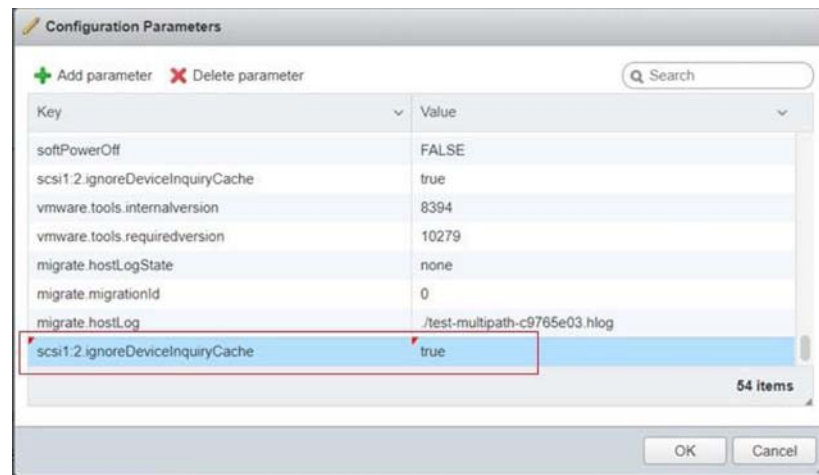 Configuration Parameters
Add parameter Delete parameter Search
Key Value
softPowerOff FALSE
scsi1:2.ignoreDeviceInquiryCache true
vmware.tools.internalversion 8394
vmware.tools.requiredversion 10279
migrate.hostLogState none
migrate.migrationId 0
migrate.hostLog ./test-multipath-c9765e03.hlog
scsi1:2.ignoreDeviceInquiryCache true
54 items
OK Cancel